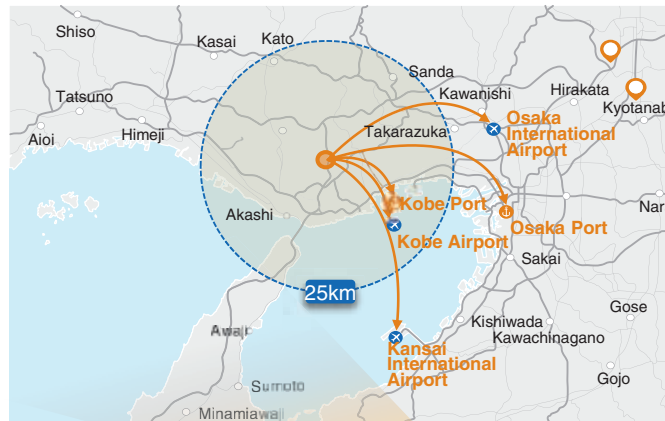 Shiso
Kasai
Kato
Sanda
Kawanishi
Hirakata
Tatsuno
Kyotanab
Aioi
Himeji
Takarazuka
Osaka
International
Airport
Nar
Akashi
Kobe Port
Osaka Port
Kobe Airport
Sakai
25km
Awaji
Kishiwada
Gose
Kawachinagano
Kansai
International
Airport
Gojo
Sumoto
Minamiawaji